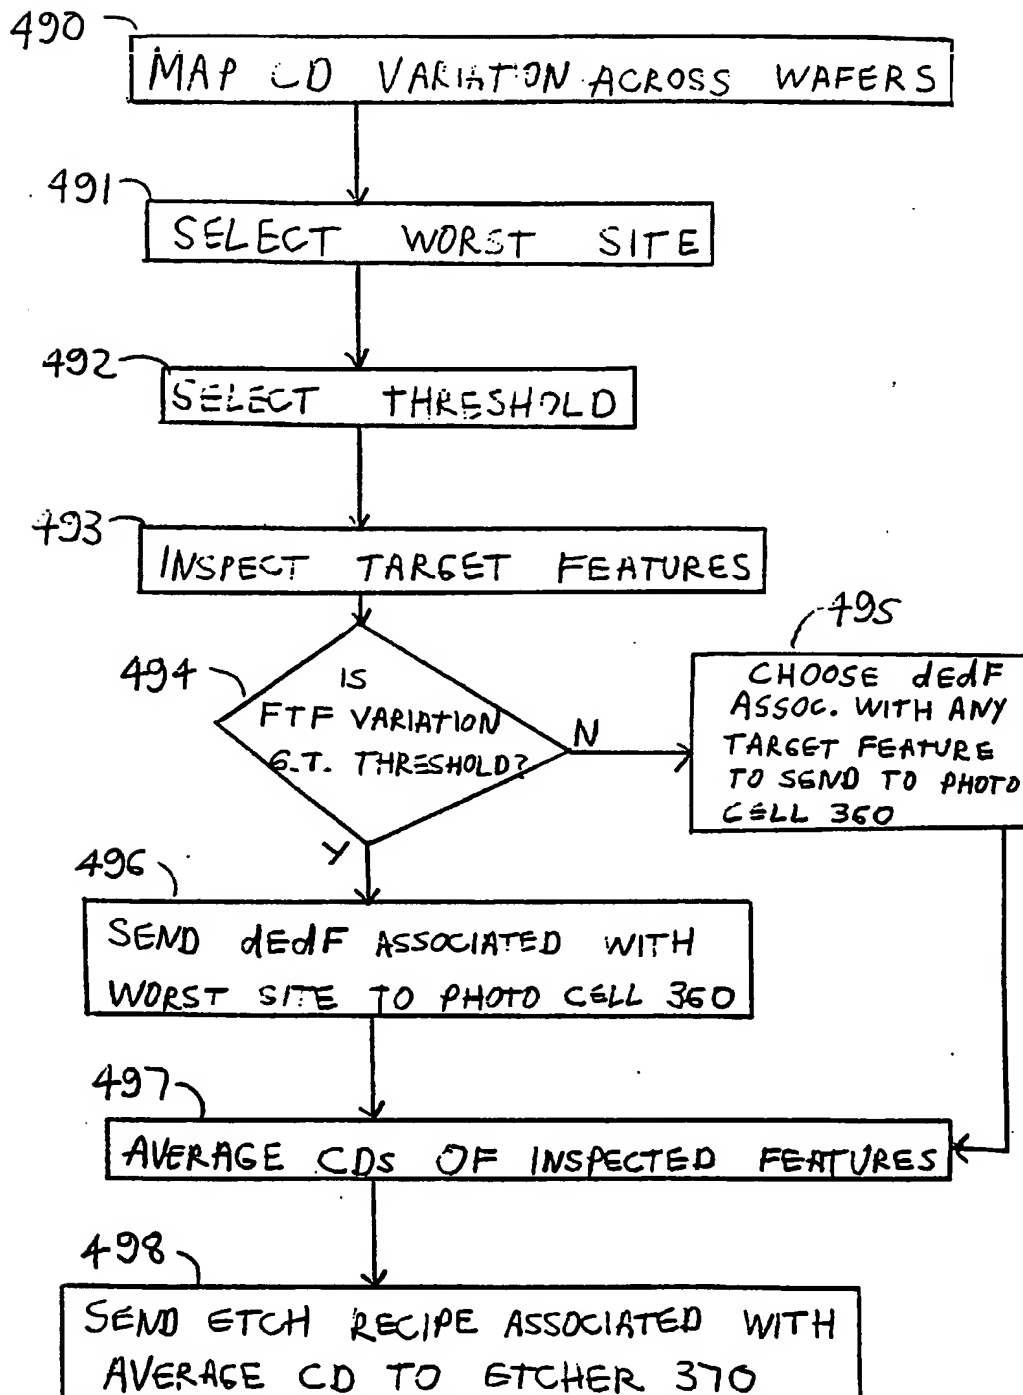 490
MAP CD VARIATION ACROSS WAFERS
491
SELECT WORST SITE
492
SELECT THRESHOLD
493
INSPECT TARGET FEATURES
494
IS
FTF VARIATION
G.T. THRESHOLD?
N
Y
495
CHOOSE dEdF
ASSOC. WITH ANY
TARGET FEATURE
TO SEND TO PHOTO
CELL 360
496
SEND dEdF ASSOCIATED WITH
WORST SITE TO PHOTO CELL 360
497
AVERAGE CDs OF INSPECTED FEATURES
498
SEND ETCH RECIPE ASSOCIATED WITH
AVERAGE CD TO ETCHER 370